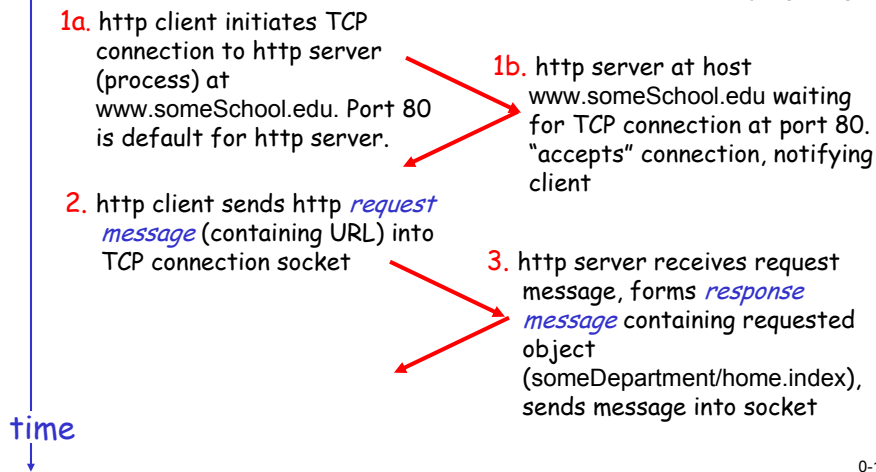 1a. http client initiates TCP
connection to http server
(process) at
www.someSchool.edu. Port 80
is default for http server.
1b. http server at host
www.someSchool.edu waiting
for TCP connection at port 80.
“accepts” connection, notifying
client
2. http client sends http request
message (containing URL) into
TCP connection socket
3. http server receives request
message, forms response
message containing requested
object
(someDepartment/home.index),
sends message into socket
time